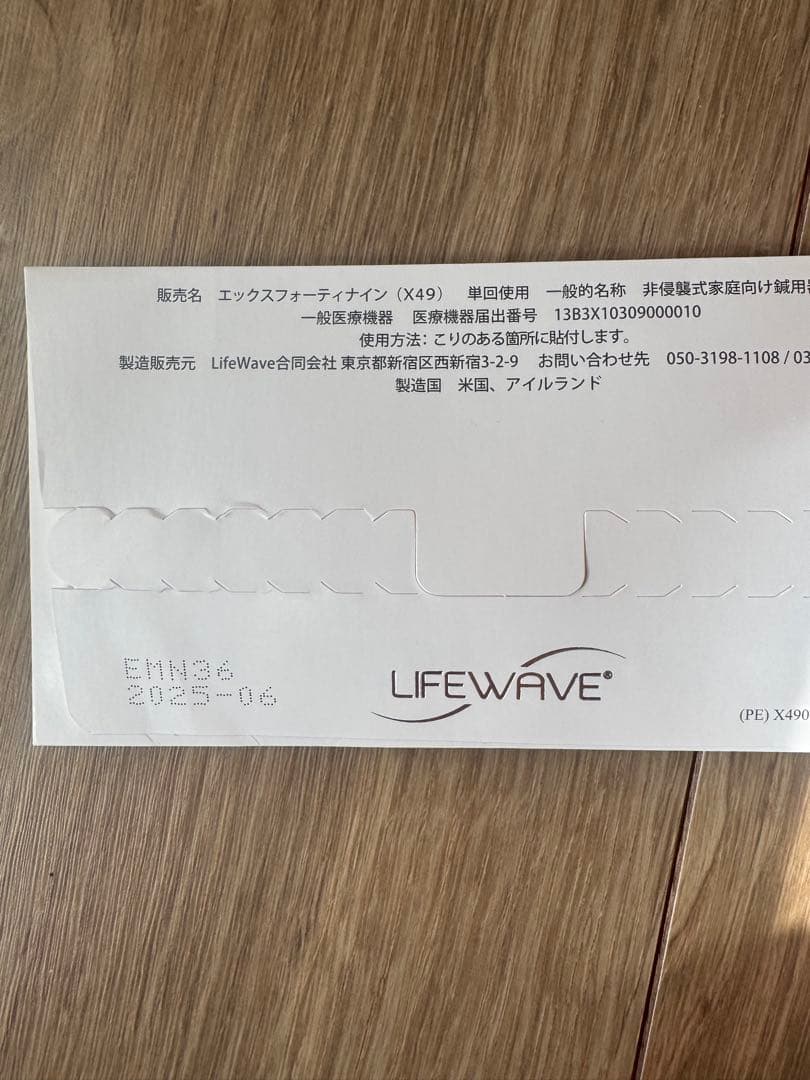 販売名 エックスフォーティナイン（X49） 単回使用 一般的名称 非侵襲式家庭向け鍼用器
一般医療機器 医療機器届出番号 13B3X10309000010
使用方法：こりのある箇所に貼付します。
製造販売元 LifeWave合同会社 東京都新宿区西新宿3-2-9 お問い合わせ先 050-3198-1108 / 03
製造国 米国、アイルランド
EMN36
2025-06
LIFEWAVE®
(PE) X490